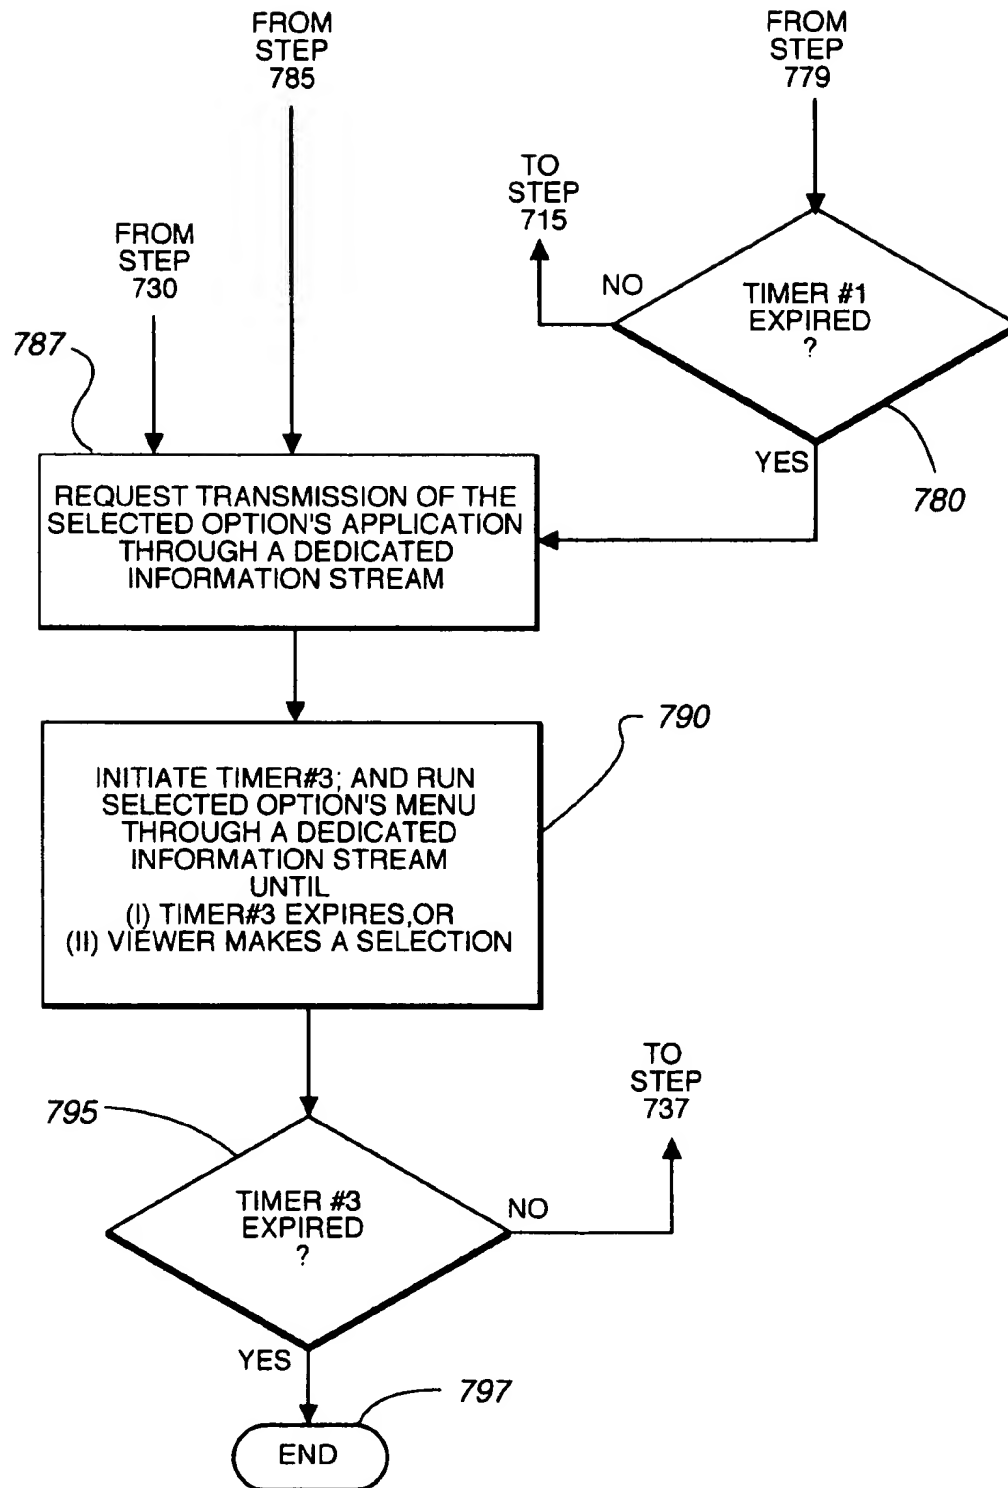 FROM
STEP
785
FROM
STEP
779
TO
STEP
715
FROM
STEP
730
NO
TIMER #1
EXPIRED
?
787
YES
780
REQUEST TRANSMISSION OF THE
SELECTED OPTION'S APPLICATION
THROUGH A DEDICATED
INFORMATION STREAM
790
INITIATE TIMER#3; AND RUN
SELECTED OPTION'S MENU
THROUGH A DEDICATED
INFORMATION STREAM
UNTIL
(I) TIMER#3 EXPIRES,OR
(II) VIEWER MAKES A SELECTION
TO
STEP
737
795
TIMER #3
EXPIRED
?
NO
YES
797
END